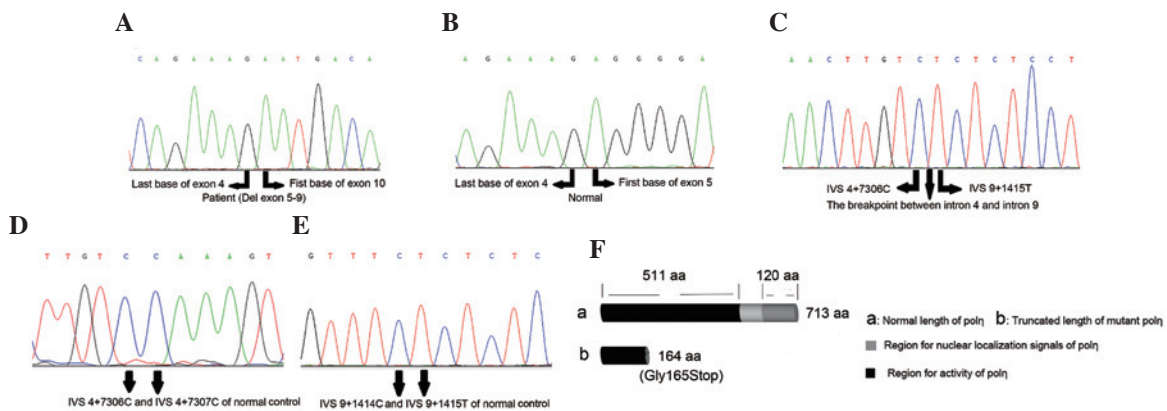 A
C A G A A A G A A T G A C A
Last base of exon 4
Fist base of exon 10
Patient (Del exon 5-9)
B
A G A A A G A G G G G A
Last base of exon 4
First base of exon 5
Normal
C
A A C T T G T C T C T C T C C T
IVS 4+7306C
IVS 9+1415T
The breakpoint between intron 4 and intron 9
D
T T G T C C A A A G T
IVS 4+7306C and IVS 4+7307C of normal control
E
G T T T C T C T C T C
IVS 9+1414C and IVS 9+1415T of normal control
F
511 aa
120 aa
a
713 aa
b
164 aa
(Gly165Stop)
a: Normal length of polη b: Truncated length of mutant polη
Region for nuclear localization signals of polη
Region for activity of polη